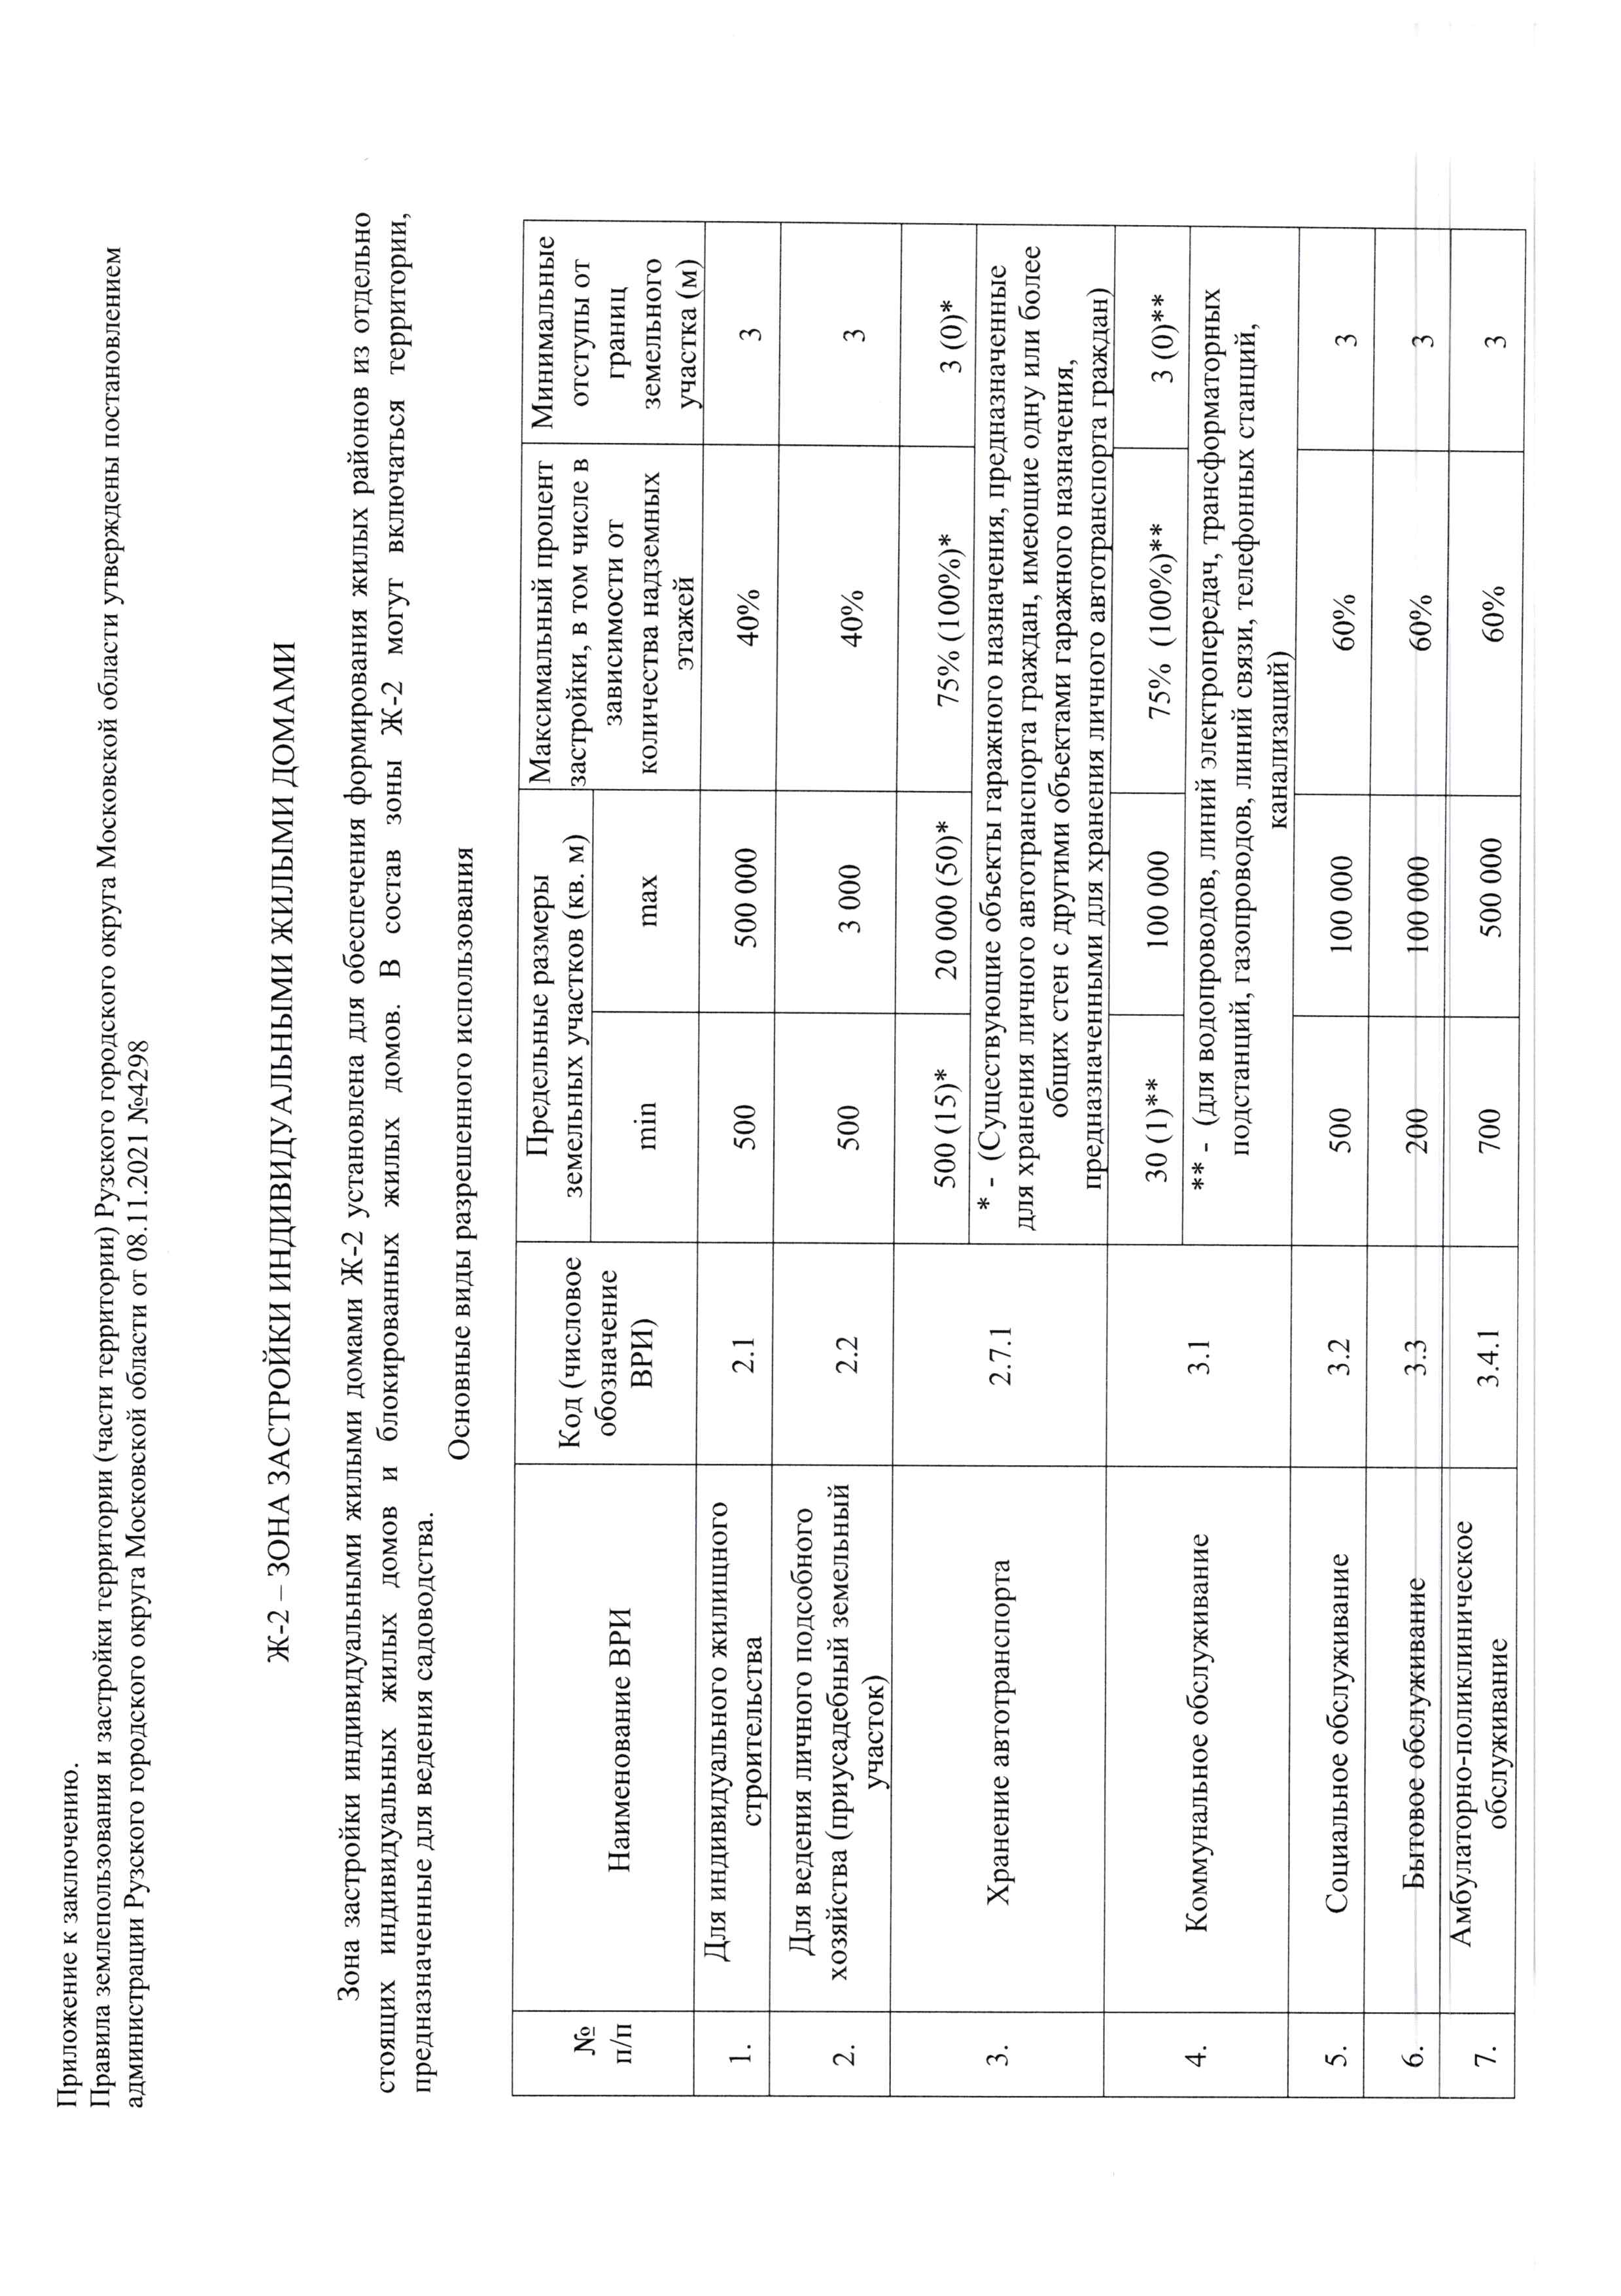 Приложение к заключению.
Правила землепользования и застройки территории (части территории) Рузского городского округа Московской области утверждены постановлением
администрации Рузского городского округа Московской области от 08.11.2021 №4298
Ж-2 – ЗОНА ЗАСТРОЙКИ ИНДИВИДУАЛЬНЫМИ ЖИЛЫМИ ДОМАМИ
Зона застройки индивидуальными жилыми домами Ж-2 установлена для обеспечения формирования жилых районов из отдельно
стоящих индивидуальных жилых домов и блокированных жилых домов. В состав зоны Ж-2 могут включаться территории,
предназначенные для ведения садоводства.
Основные виды разрешенного использования
№
п/п
Наименование ВРИ
Код (числовое
обозначение
ВРИ)
Предельные размеры
земельных участков (кв. м)
min
max
Максимальный процент
застройки, в том числе в
зависимости от
количества надземных
этажей
Минимальные
отступы от
границ
земельного
участка (м)
1.
Для индивидуального жилищного
строительства
2.1
500
500 000
40%
3
2.
Для ведения личного подсобного
хозяйства (приусадебный земельный
участок)
2.2
500
3 000
40%
3
3.
Хранение автотранспорта
2.7.1
500 (15)*
20 000 (50)*
75% (100%)*
3 (0)*
* - (Существующие объекты гаражного назначения, предназначенные
для хранения личного автотранспорта граждан, имеющие одну или более
общих стен с другими объектами гаражного назначения,
предназначенными для хранения личного автотранспорта граждан)
4.
Коммунальное обслуживание
3.1
30 (1)**
100 000
75% (100%)**
3 (0)**
** - (для водопроводов, линий электропередач, трансформаторных
подстанций, газопроводов, линий связи, телефонных станций,
канализаций)
5.
Социальное обслуживание
3.2
500
100 000
60%
3
6.
Бытовое обслуживание
3.3
200
100 000
60%
3
7.
Амбулаторно-поликлиническое
обслуживание
3.4.1
700
500 000
60%
3